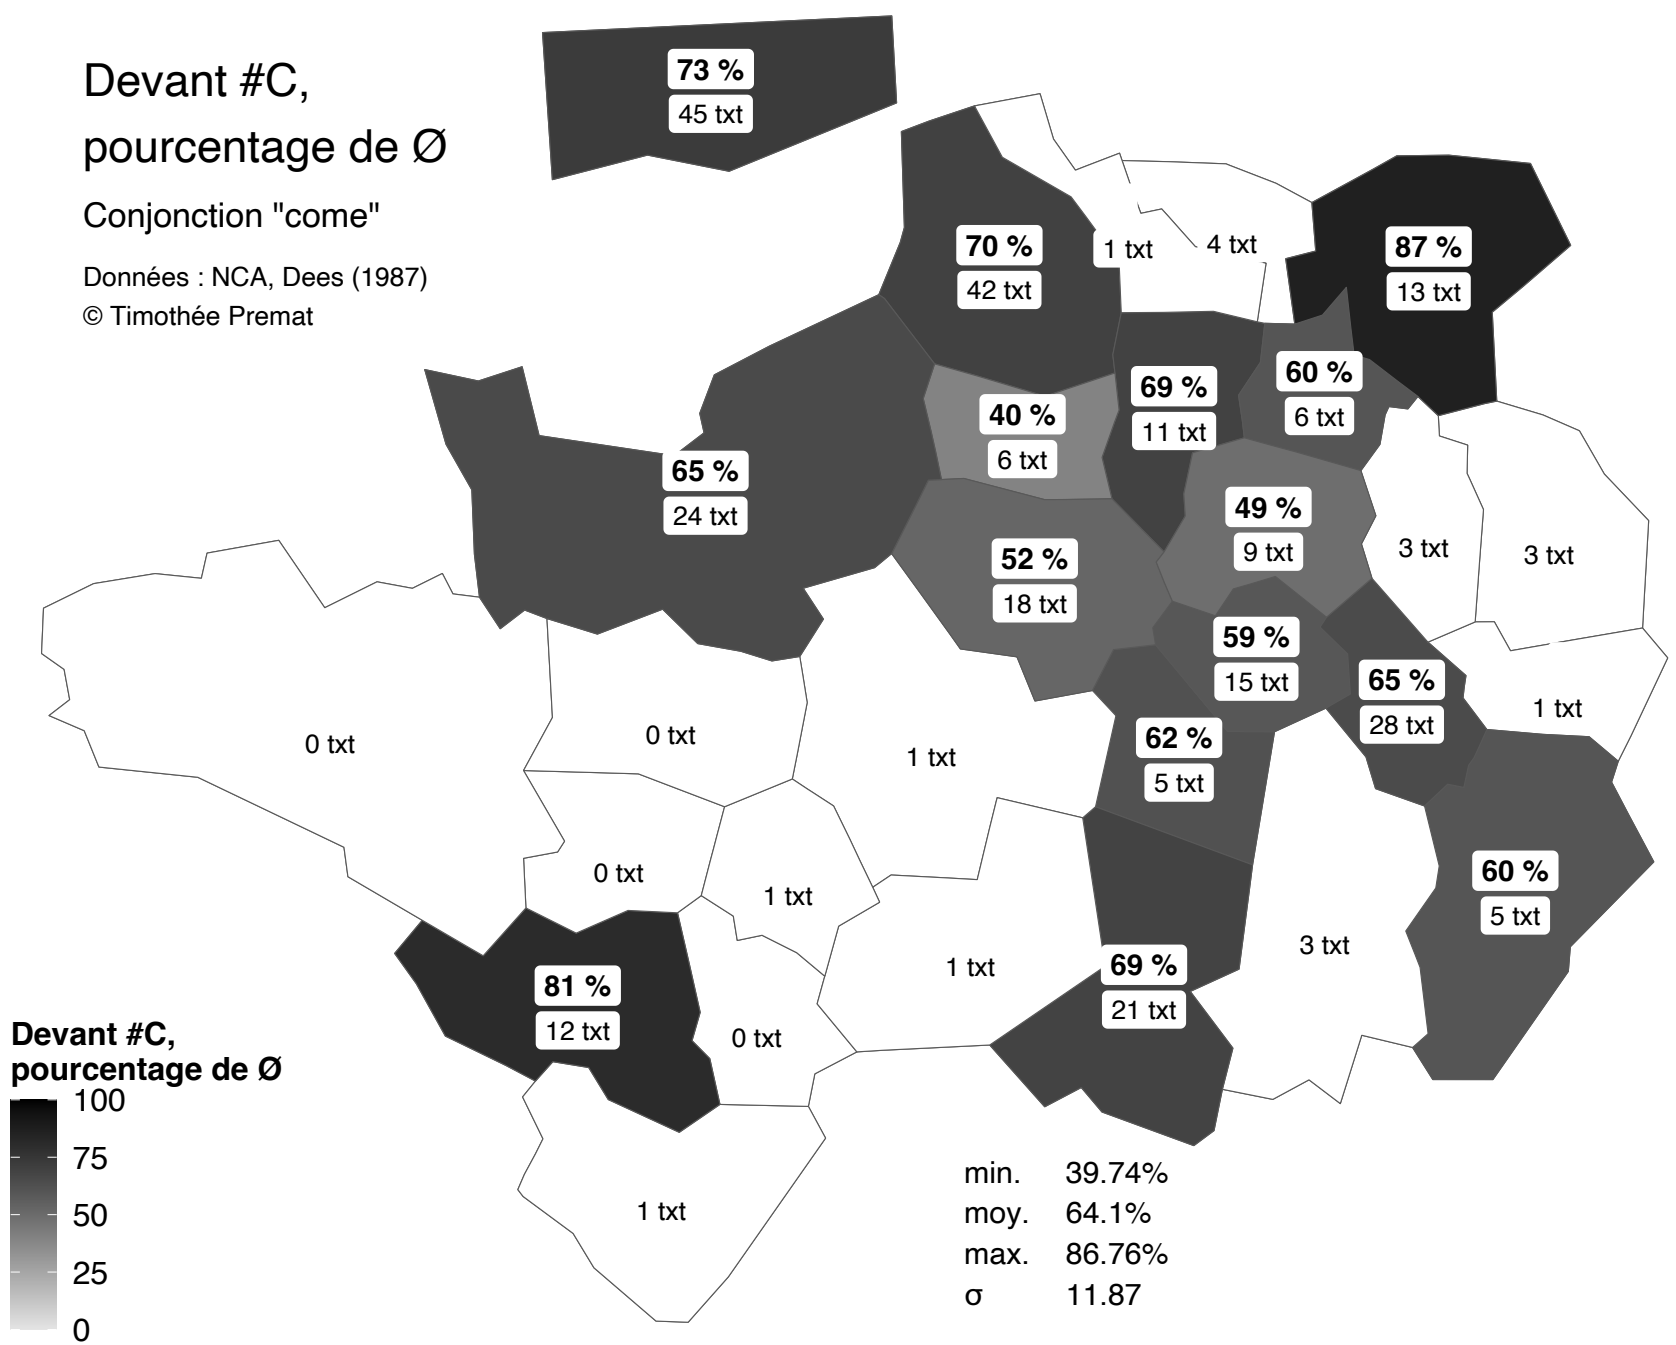 Devant #C,
pourcentage de Ø
Conjonction "come"
Données : NCA, Dees (1987)
© Timothée Premat
73 %
45 txt
70 %
42 txt
1 txt
4 txt
87 %
13 txt
69 %
11 txt
60 %
6 txt
40 %
6 txt
65 %
24 txt
49 %
9 txt
52 %
18 txt
3 txt
3 txt
59 %
15 txt
65 %
28 txt
1 txt
62 %
5 txt
0 txt
0 txt
1 txt
0 txt
1 txt
60 %
5 txt
81 %
12 txt
0 txt
1 txt
69 %
21 txt
3 txt
1 txt
Devant #C,
pourcentage de Ø
100
75
50
25
0
min. 39.74%
moy. 64.1%
max. 86.76%
σ 11.87